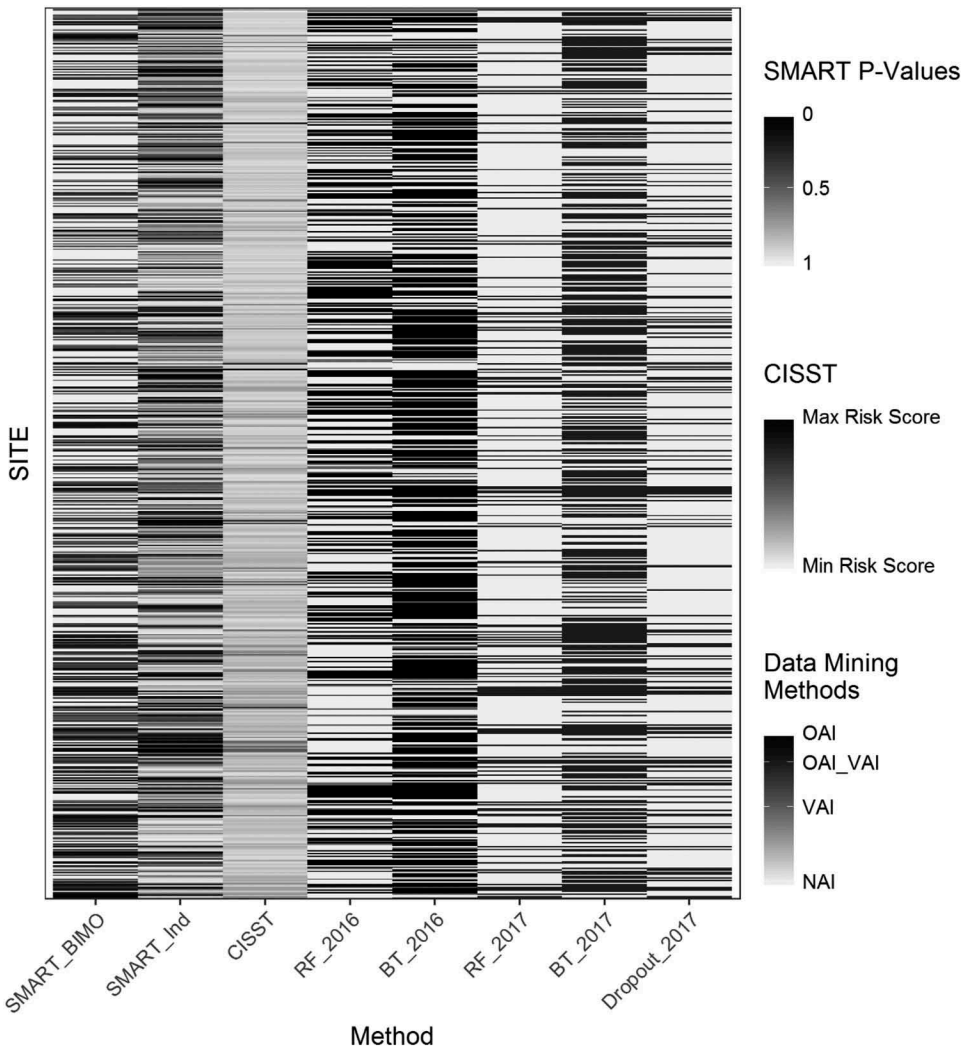 SMART P-Values
0
0.5
1
CISST
Max Risk Score
Min Risk Score
Data Mining
Methods
OAI
OAI_VAI
VAI
NAI
SITE
SMART_BIMO
SMART_Ind
CISST
RF_2016
BT_2016
RF_2017
BT_2017
Dropout_2017
Method